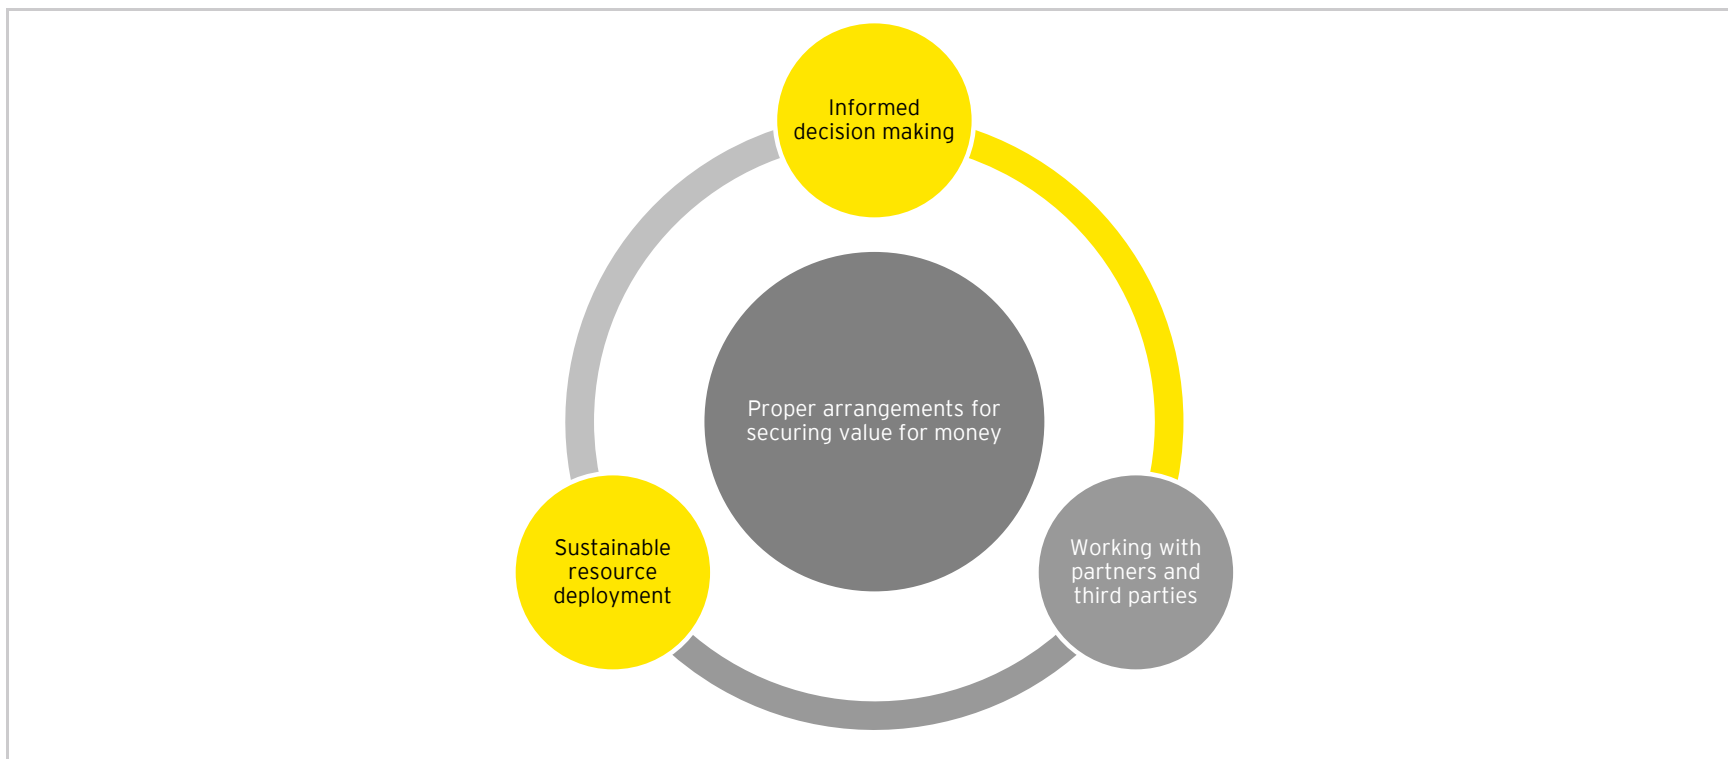 Informed
decision making
Proper arrangements for
securing value for money
Sustainable
resource
deployment
Working with
partners and
third parties